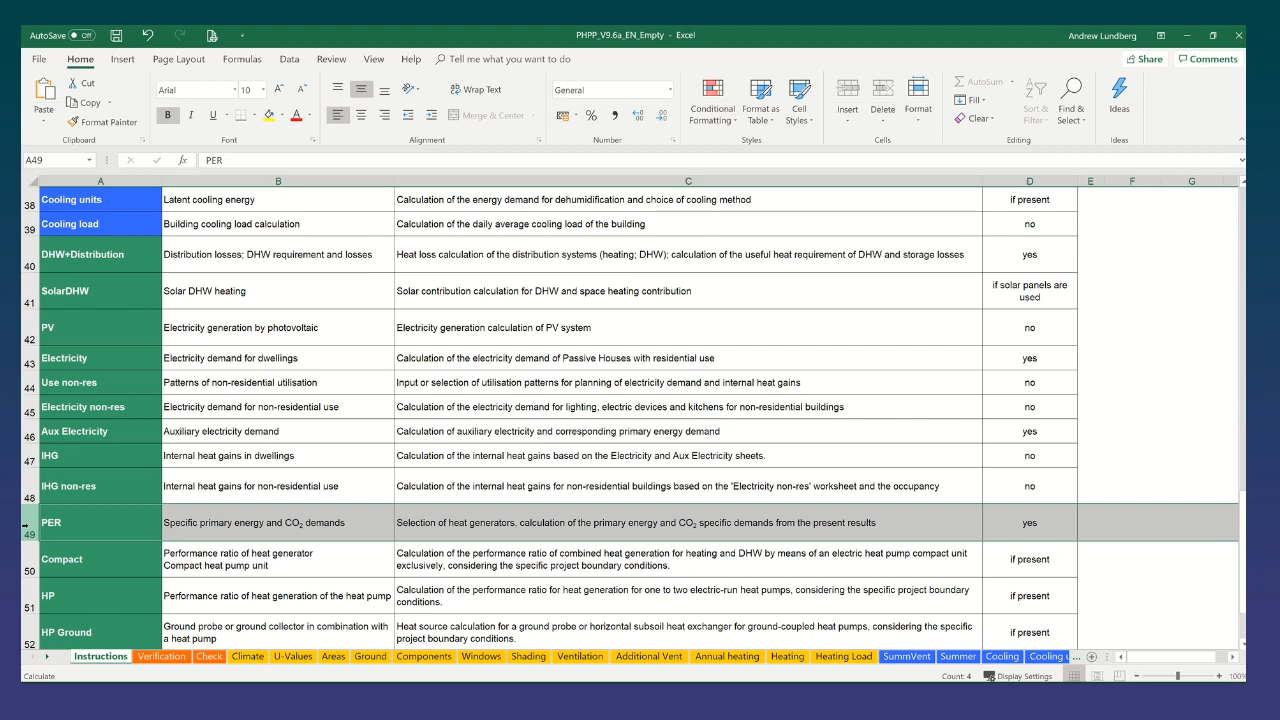 AutoSave Off
PHPP_V9.6a_EN_Empty - Excel
Andrew Lundberg
File Home Insert Page Layout Formulas Data Review View Help Tell me what you want to do
Share Comments
Paste
Cut
Copy
Format Painter
Clipboard
Arial 10
B I U
Font
Wrap Text
Merge & Center
Alignment
General
Number
Conditional Formatting
Format as Table
Cell Styles
Styles
Insert Delete Format
Cells
AutoSum
Fill
Clear
Sort & Filter
Find & Select
Editing
Ideas
Ideas
A49 fx PER
A B C D E F G
38 Cooling units Latent cooling energy Calculation of the energy demand for dehumidification and choice of cooling method if present
39 Cooling load Building cooling load calculation Calculation of the daily average cooling load of the building no
40 DHW+Distribution Distribution losses; DHW requirement and losses Heat loss calculation of the distribution systems (heating; DHW); calculation of the useful heat requirement of DHW and storage losses yes
41 SolarDHW Solar DHW heating Solar contribution calculation for DHW and space heating contribution if solar panels are
used
42 PV Electricity generation by photovoltaic Electricity generation calculation of PV system no
43 Electricity Electricity demand for dwellings Calculation of the electricity demand of Passive Houses with residential use yes
44 Use non-res Patterns of non-residential utilisation Input or selection of utilisation patterns for planning of electricity demand and internal heat gains no
45 Electricity non-res Electricity demand for non-residential use Calculation of the electricity demand for lighting, electric devices and kitchens for non-residential buildings no
46 Aux Electricity Auxiliary electricity demand Calculation of auxiliary electricity and corresponding primary energy demand yes
47 IHG Internal heat gains in dwellings Calculation of the internal heat gains based on the Electricity and Aux Electricity sheets. no
48 IHG non-res Internal heat gains for non-residential use Calculation of the internal heat gains for non-residential buildings based on the 'Electricity non-res' worksheet and the occupancy no
49 PER Specific primary energy and CO2 demands Selection of heat generators, calculation of the primary energy and CO2 specific demands from the present results yes
50 Compact Performance ratio of heat generator
Compact heat pump unit Calculation of the performance ratio of combined heat generation for heating and DHW by means of an electric heat pump compact unit
exclusively, considering the specific project boundary conditions. if present
51 HP Performance ratio of heat generation of the heat pump Calculation of the performance ratio for heat generation for one to two electric-run heat pumps, considering the specific project boundary
conditions. if present
52 HP Ground Ground probe or ground collector in combination with
a heat pump Heat source calculation for a ground probe or horizontal subsoil heat exchanger for ground-coupled heat pumps, considering the specific
project boundary conditions. if present
Instructions Verification Check Climate U-Values Areas Ground Components Windows Shading Ventilation Additional Vent Annual heating Heating Heating Load SummVent Summer Cooling Cooling u ...
Calculate Count: 4 Display Settings 100%